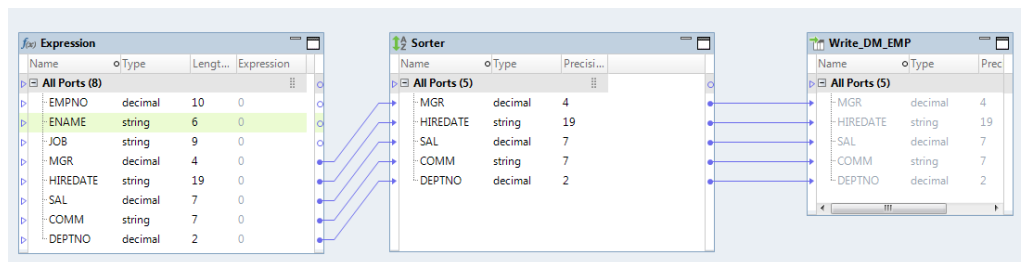 f(x) Expression
Name Type Lengt... Expression
All Ports (8)
EMPNO decimal 10 0
ENAME string 6 0
JOB string 9 0
MGR decimal 4 0
HIREDATE string 19 0
SAL decimal 7 0
COMM string 7 0
DEPTNO decimal 2 0
A Z Sorter
Name Type Precisi...
All Ports (5)
MGR decimal 4
HIREDATE string 19
SAL decimal 7
COMM string 7
DEPTNO decimal 2
Write_DM_EMP
Name Type Prec
All Ports (5)
MGR decimal 4
HIREDATE string 19
SAL decimal 7
COMM string 7
DEPTNO decimal 2